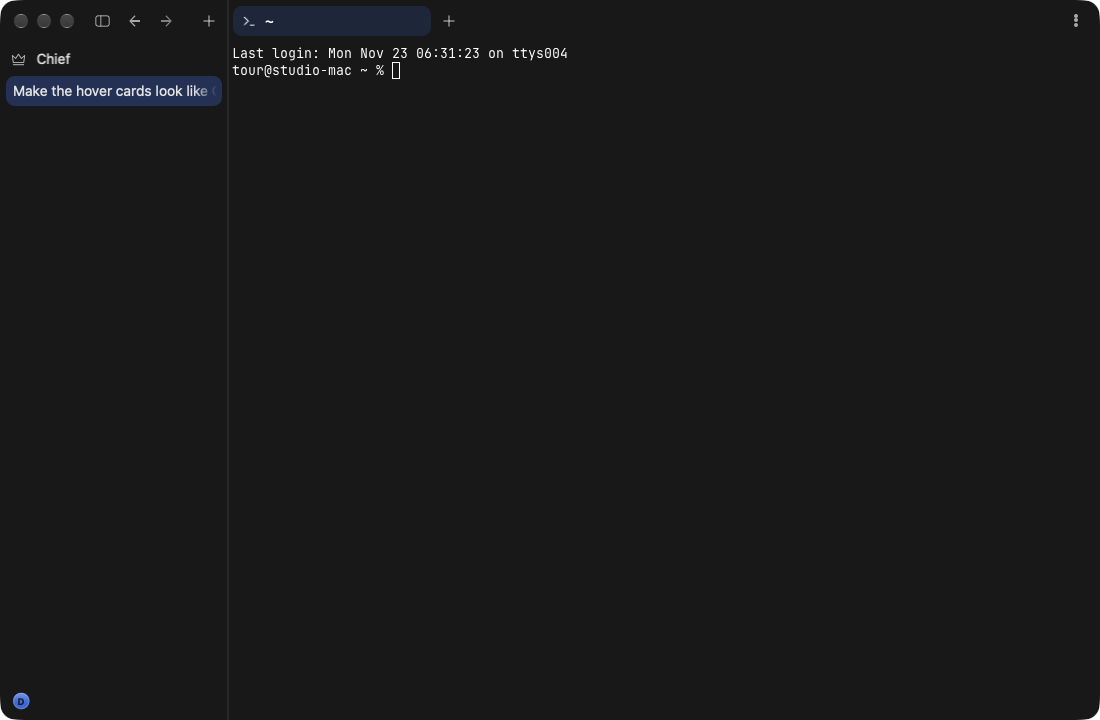 ~
Chief
Make the hover cards look like
Last login: Mon Nov 23 06:31:23 on ttys004
tour@studio-mac ~ %
D